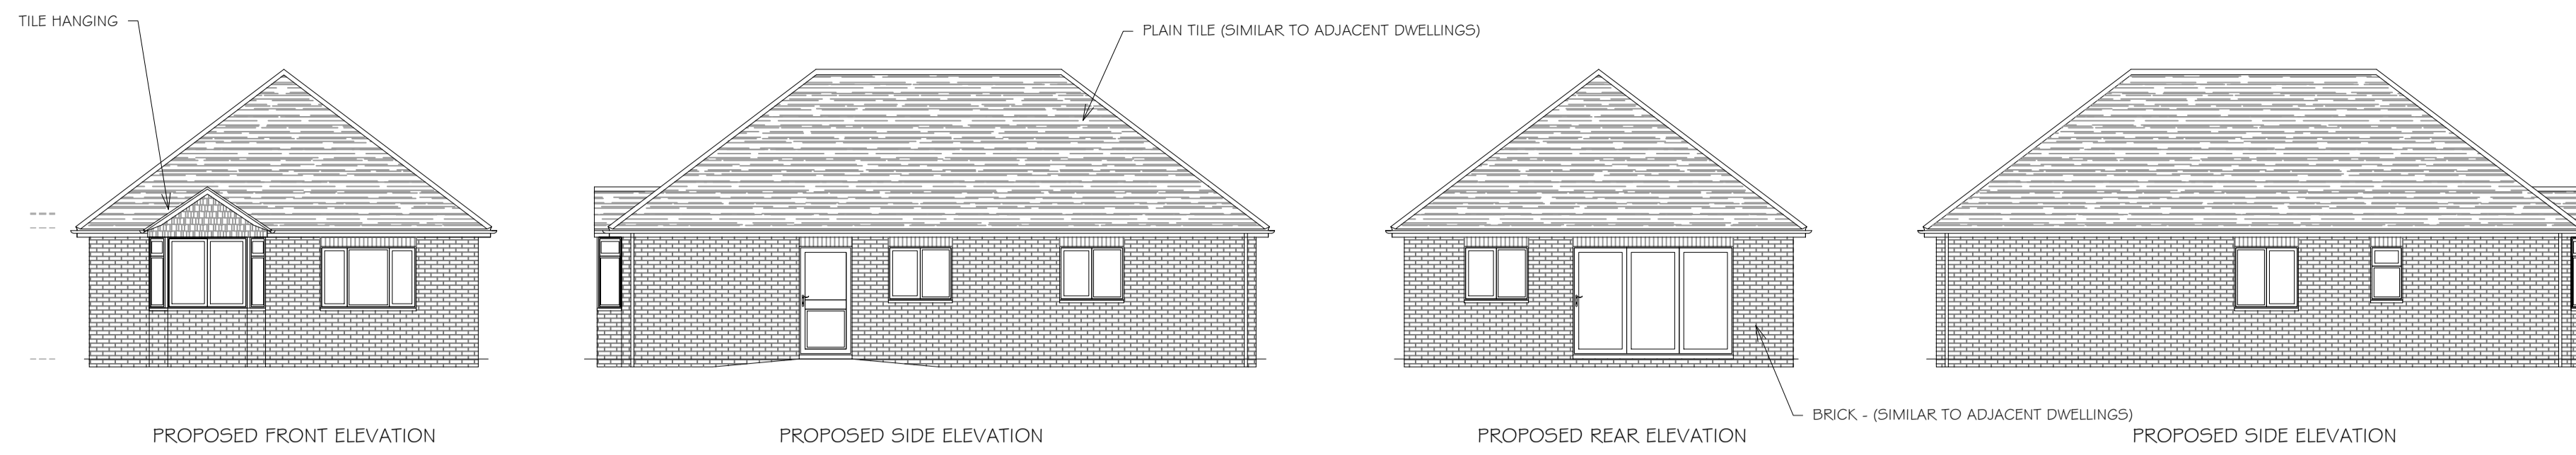 TILE HANGING
PLAIN TILE (SIMILAR TO ADJACENT DWELLINGS)
BRICK - (SIMILAR TO ADJACENT DWELLINGS)
PROPOSED FRONT ELEVATION
PROPOSED SIDE ELEVATION
PROPOSED REAR ELEVATION
PROPOSED SIDE ELEVATION